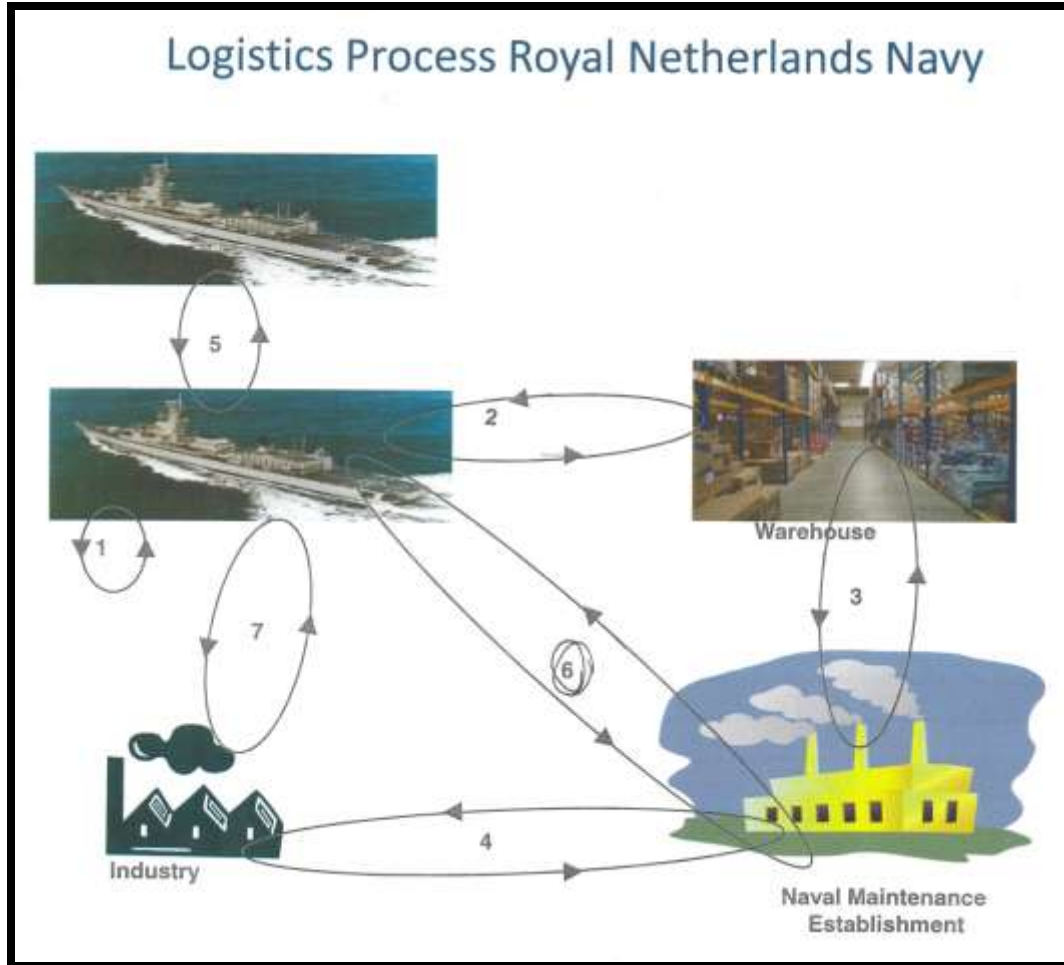 Logistics Process Royal Netherlands Navy
5
2
Warehouse
1
3
7
6
4
Industry
Naval Maintenance
Establishment